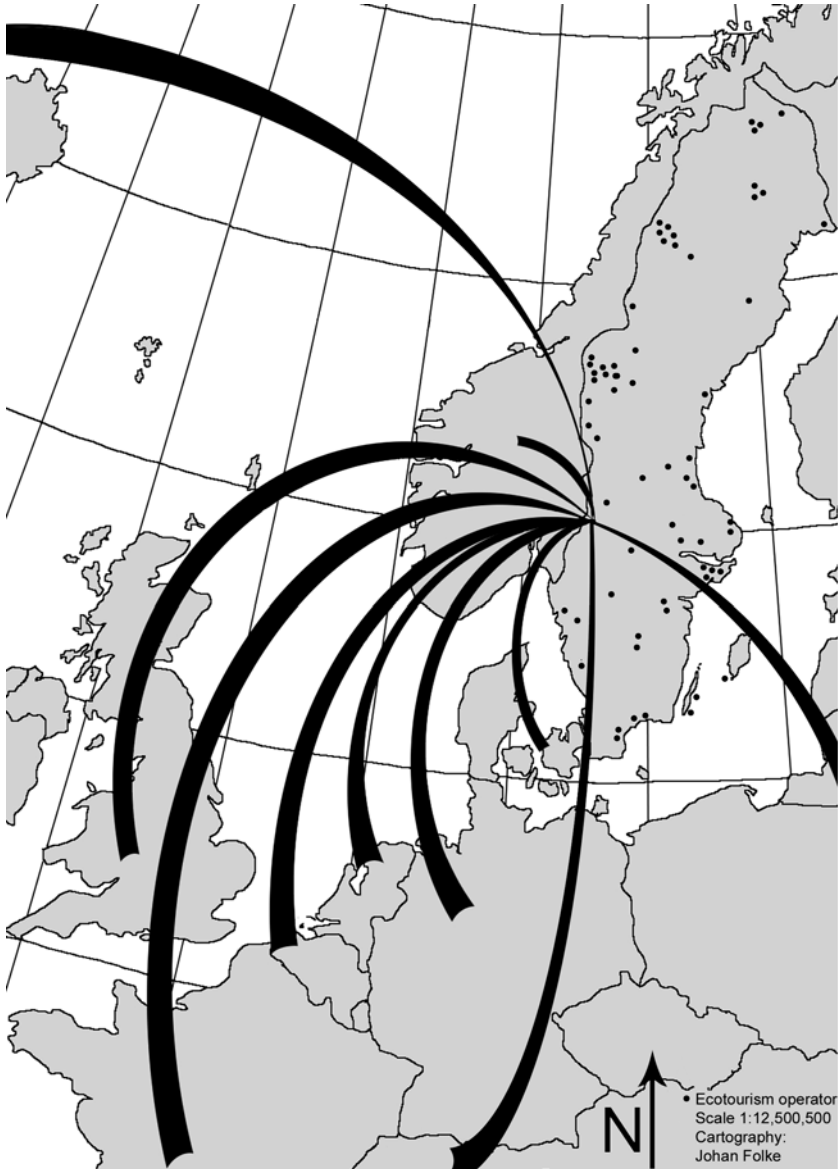 N
• Ecotourism operator
Scale 1:12,500,500
Cartography:
Johan Folke